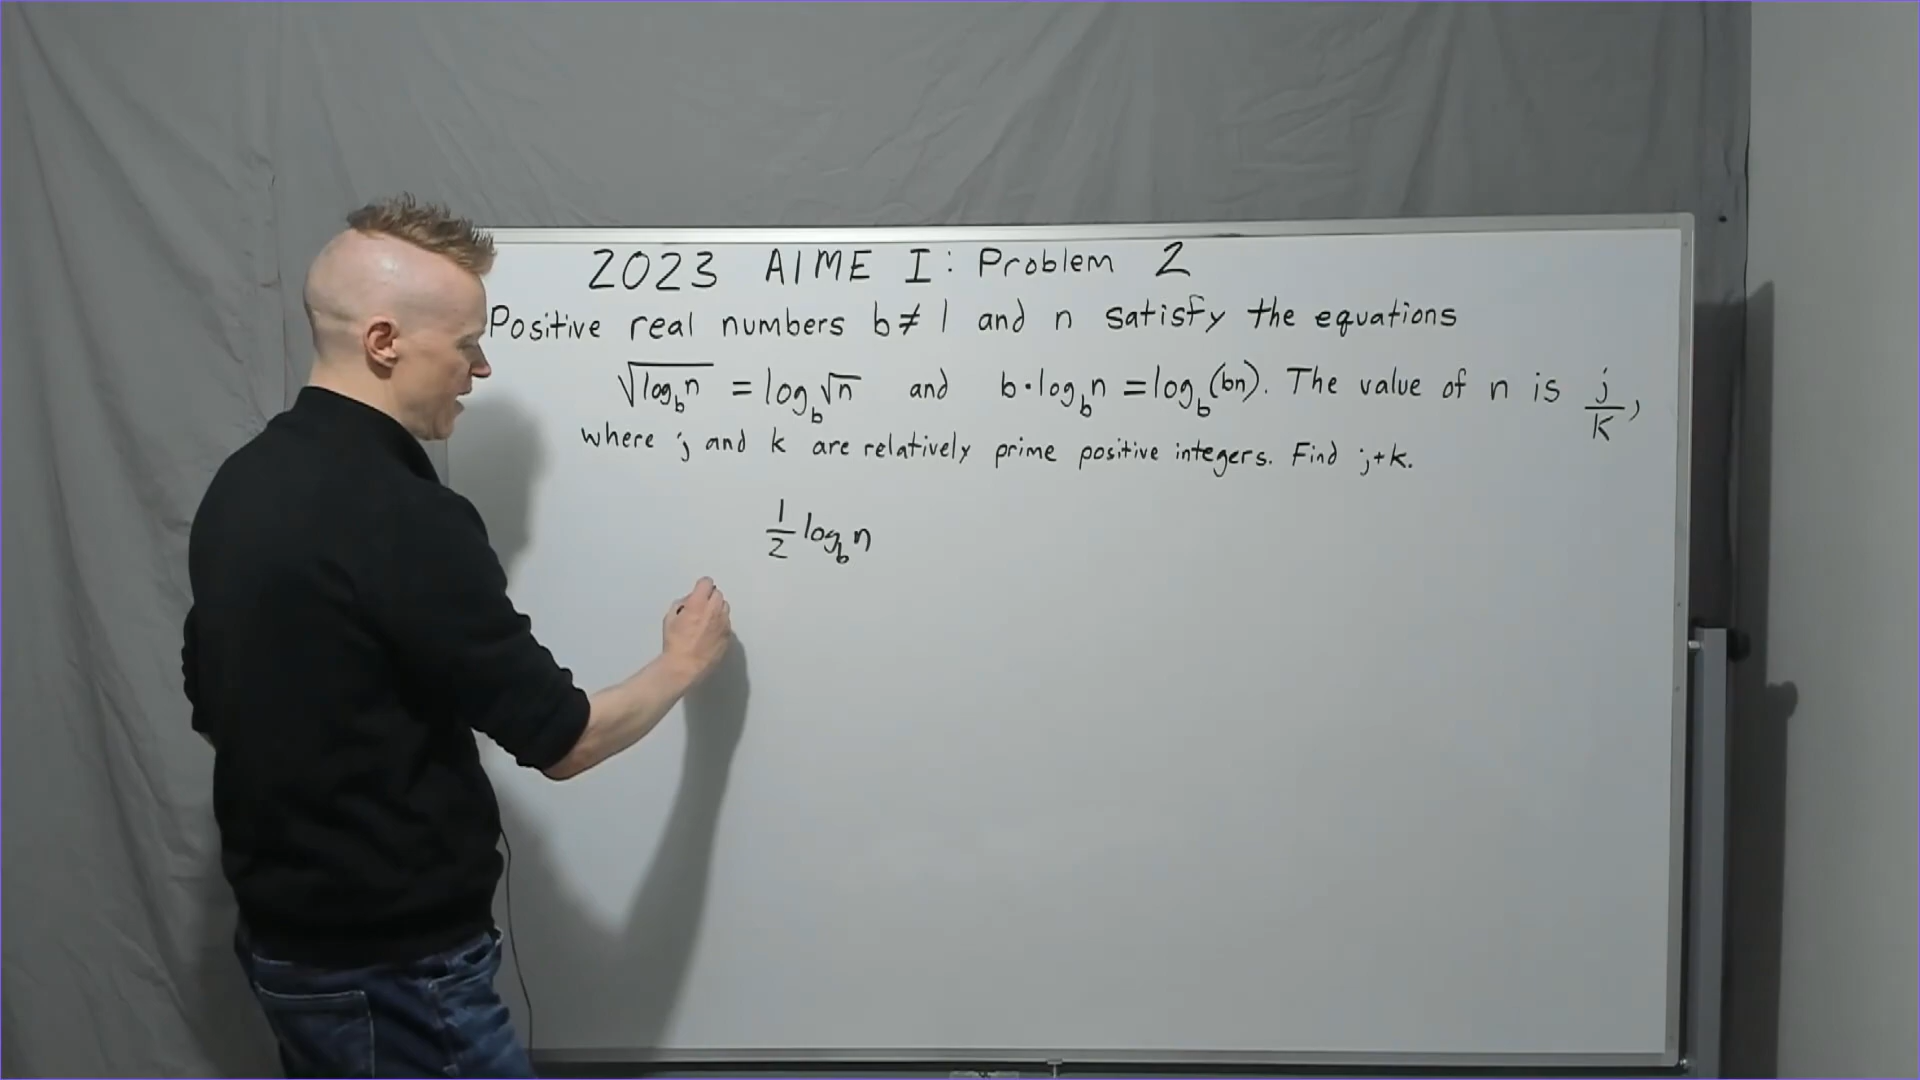 2023 AIME I: Problem 2
Positive real numbers b≠1 and n satisfy the equations
√(log_b n) = log_b √n and b·log_b n = log_b(bn). The value of n is j/k,
where j and k are relatively prime positive integers. Find j+k.
1/2 log_b n